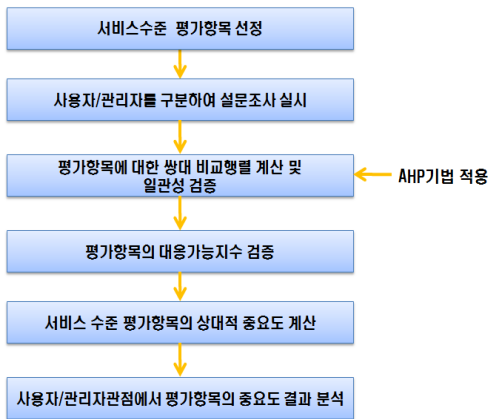 서비스수준 평가항목 선정
사용자/관리자를 구분하여 설문조사 실시
평가항목에 대한 쌍대 비교행렬 계산 및
일관성 검증
AHP기법 적용
평가항목의 대응가능지수 검증
서비스 수준 평가항목의 상대적 중요도 계산
사용자/관리자관점에서 평가항목의 중요도 결과 분석